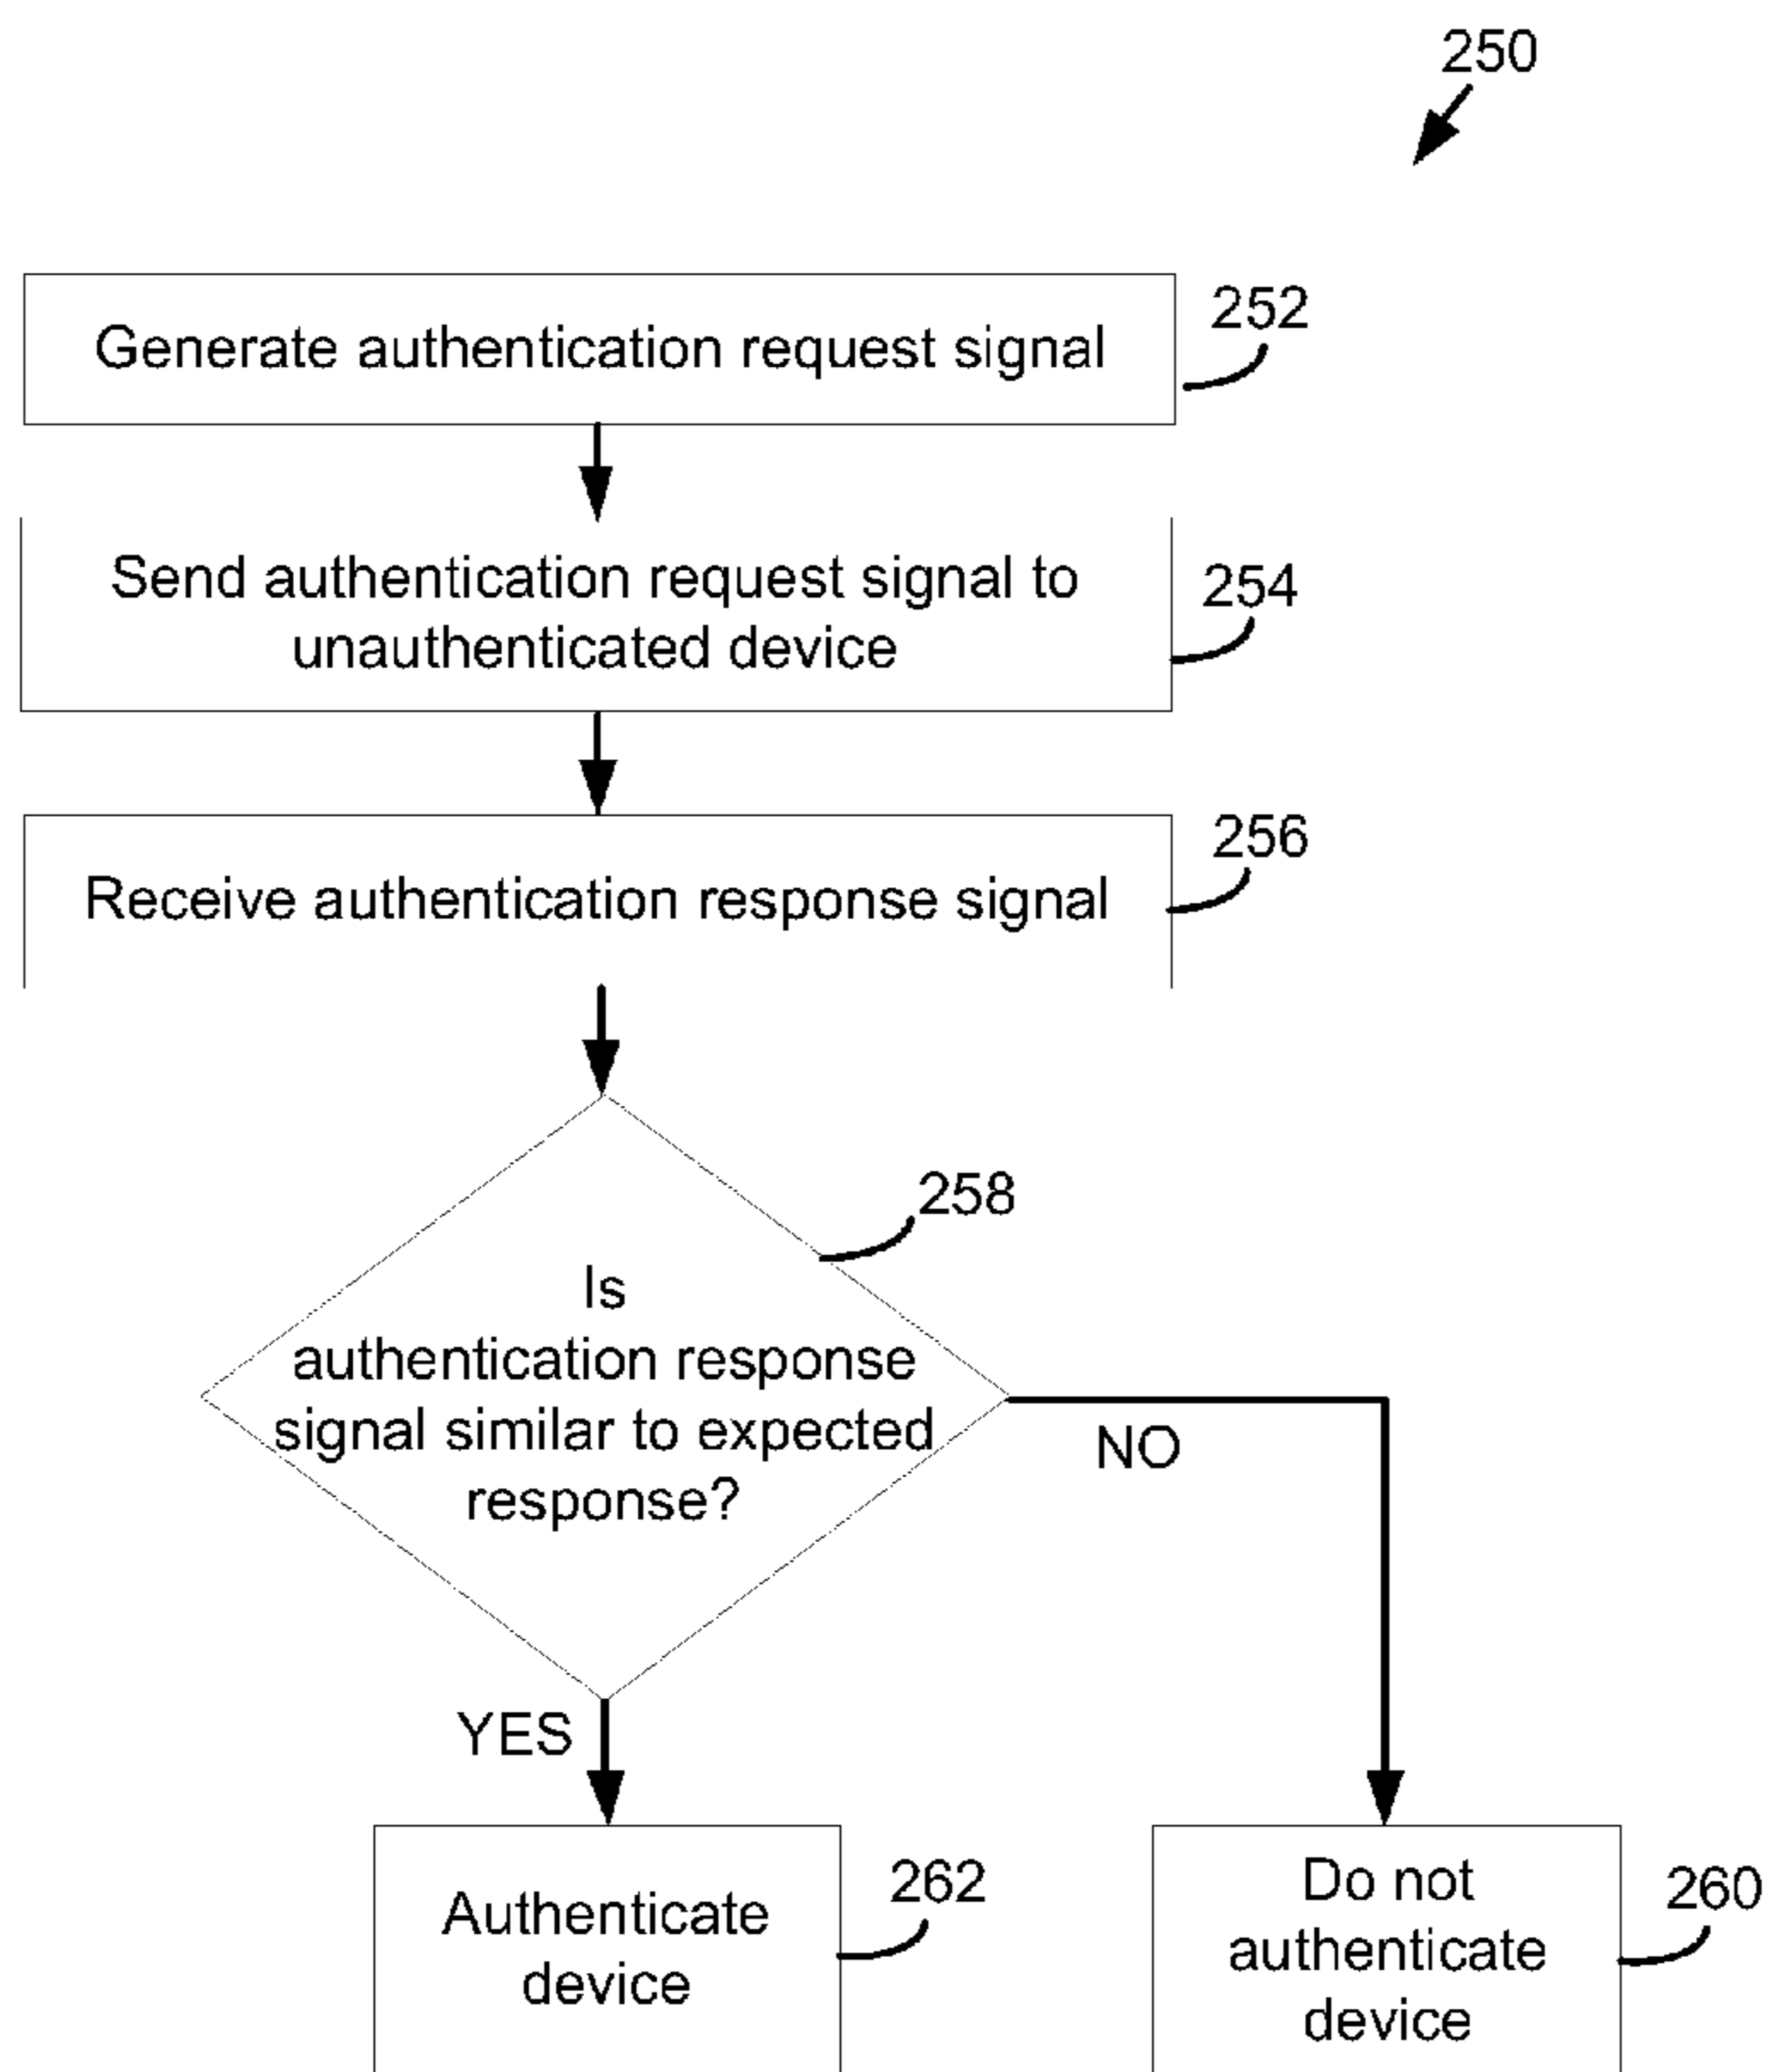 250
Generate authentication request signal
252
Send authentication request signal to
unauthenticated device
254
Receive authentication response signal
256
258
Is
authentication response
signal similar to expected
response?
NO
YES
Authenticate
device
262
Do not
authenticate
device
260